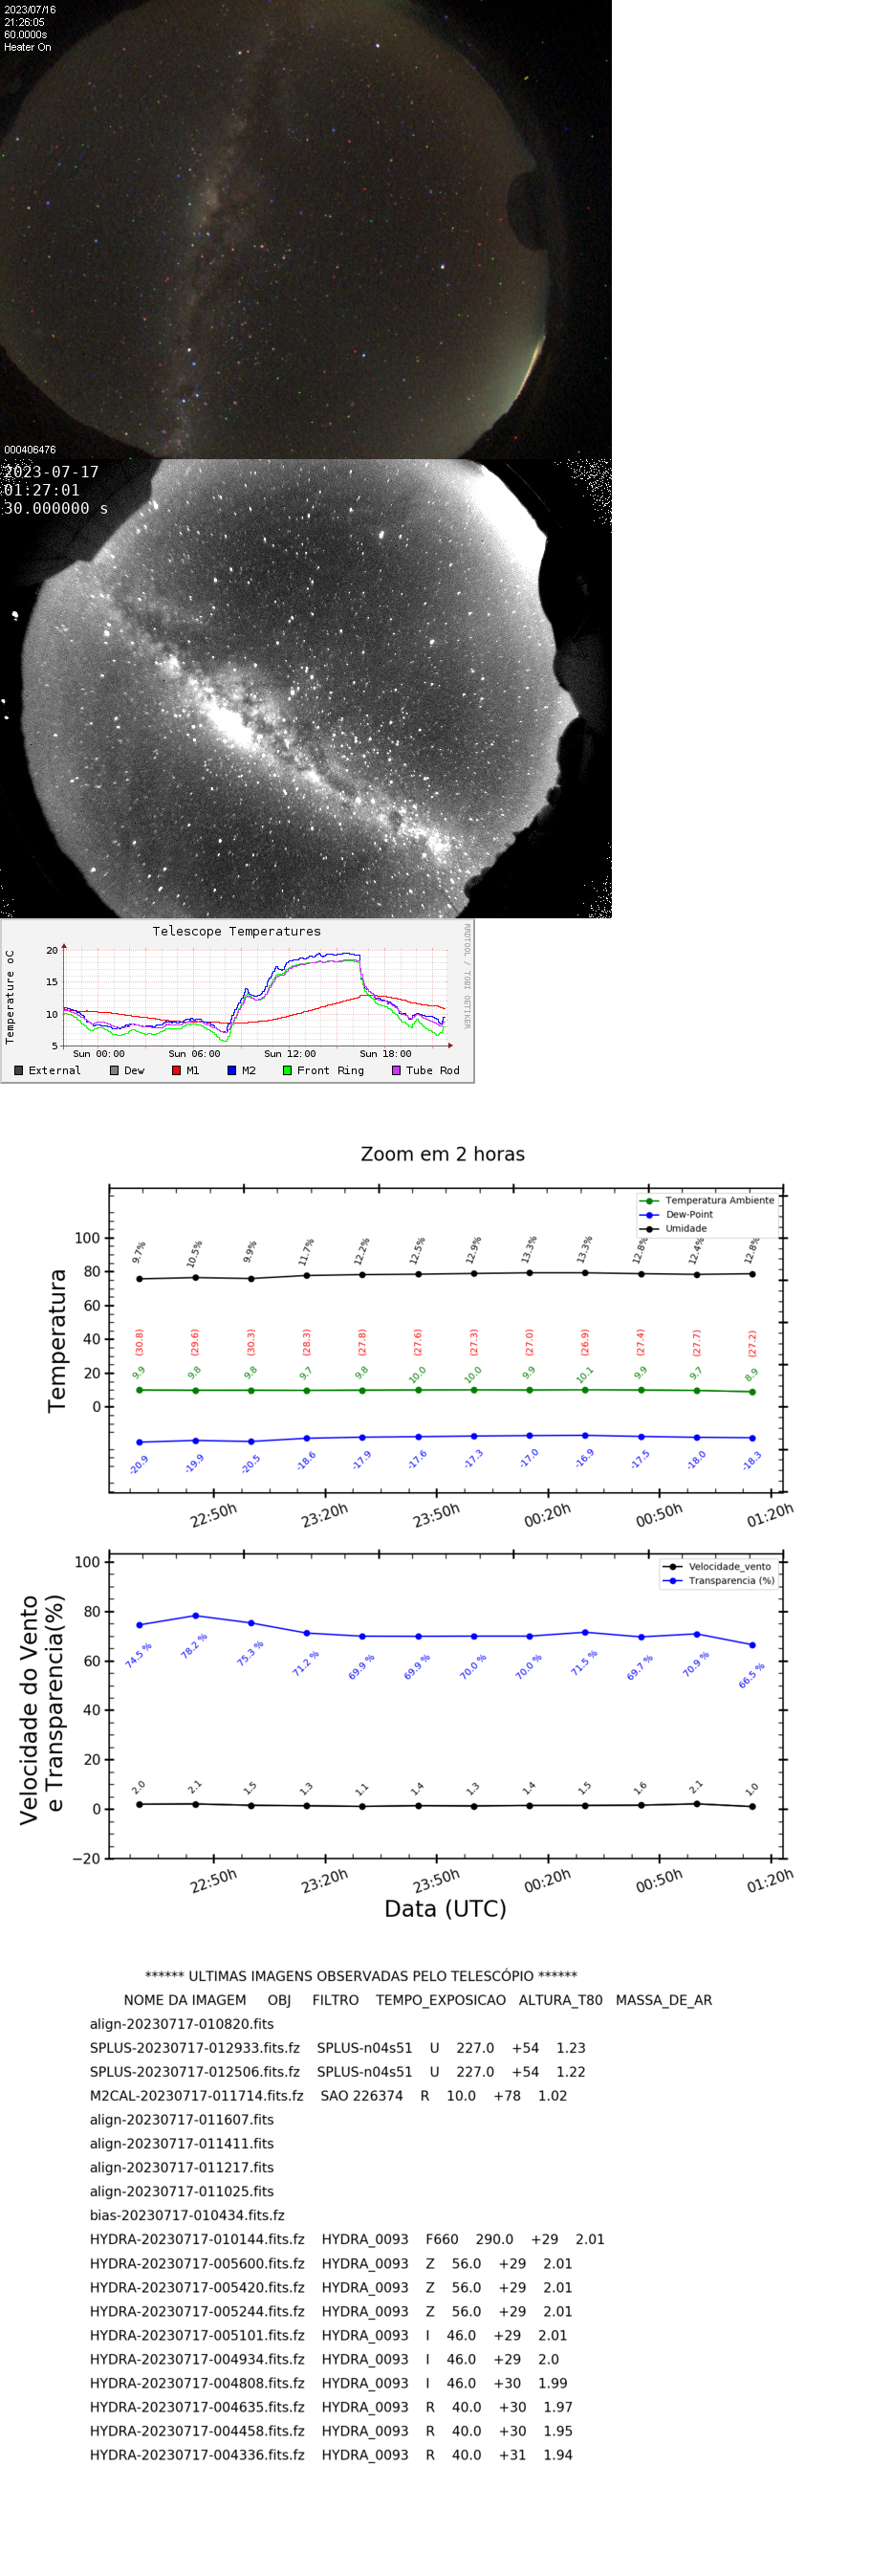 2023/07/16
21:26:05
60.0000s
Heater On
000406476
2023-07-17
01:27:01
30.000000 s
Telescope Temperatures
RRDTOOL / TOBI OETIKER
Temperature oC
20
15
10
5
Sun 00:00 Sun 06:00 Sun 12:00 Sun 18:00
External Dew M1 M2 Front Ring Tube Rod
Zoom em 2 horas
Temperatura Ambiente
Dew-Point
Umidade
Temperatura
100
80
60
40
20
0
9.7% 10.5% 9.9% 11.7% 12.2% 12.5% 12.9% 13.3% 13.3% 12.8% 12.4% 12.8%
(30.8) (29.6) (30.3) (28.3) (27.8) (27.6) (27.3) (27.0) (26.9) (27.4) (27.7) (27.2)
9.9 9.8 9.8 9.7 9.8 10.0 10.0 9.9 10.1 9.9 9.7 8.9
-20.9 -19.9 -20.5 -18.6 -17.9 -17.6 -17.3 -17.0 -16.9 -17.5 -18.0 -18.3
22:50h 23:20h 23:50h 00:20h 00:50h 01:20h
Velocidade_vento
Transparencia (%)
Velocidade do Vento
e Transparencia(%)
100
80
60
40
20
0
−20
74.5 % 78.2 % 75.3 % 71.2 % 69.9 % 69.9 % 70.0 % 70.0 % 71.5 % 69.7 % 70.9 % 66.5 %
2.0 2.1 1.5 1.3 1.1 1.4 1.3 1.4 1.5 1.6 2.1 1.0
22:50h 23:20h 23:50h 00:20h 00:50h 01:20h
Data (UTC)
****** ULTIMAS IMAGENS OBSERVADAS PELO TELESCÓPIO ******
NOME DA IMAGEM OBJ FILTRO TEMPO_EXPOSICAO ALTURA_T80 MASSA_DE_AR
align-20230717-010820.fits
SPLUS-20230717-012933.fits.fz SPLUS-n04s51 U 227.0 +54 1.23
SPLUS-20230717-012506.fits.fz SPLUS-n04s51 U 227.0 +54 1.22
M2CAL-20230717-011714.fits.fz SAO 226374 R 10.0 +78 1.02
align-20230717-011607.fits
align-20230717-011411.fits
align-20230717-011217.fits
align-20230717-011025.fits
bias-20230717-010434.fits.fz
HYDRA-20230717-010144.fits.fz HYDRA_0093 F660 290.0 +29 2.01
HYDRA-20230717-005600.fits.fz HYDRA_0093 Z 56.0 +29 2.01
HYDRA-20230717-005420.fits.fz HYDRA_0093 Z 56.0 +29 2.01
HYDRA-20230717-005244.fits.fz HYDRA_0093 Z 56.0 +29 2.01
HYDRA-20230717-005101.fits.fz HYDRA_0093 I 46.0 +29 2.01
HYDRA-20230717-004934.fits.fz HYDRA_0093 I 46.0 +29 2.0
HYDRA-20230717-004808.fits.fz HYDRA_0093 I 46.0 +30 1.99
HYDRA-20230717-004635.fits.fz HYDRA_0093 R 40.0 +30 1.97
HYDRA-20230717-004458.fits.fz HYDRA_0093 R 40.0 +30 1.95
HYDRA-20230717-004336.fits.fz HYDRA_0093 R 40.0 +31 1.94